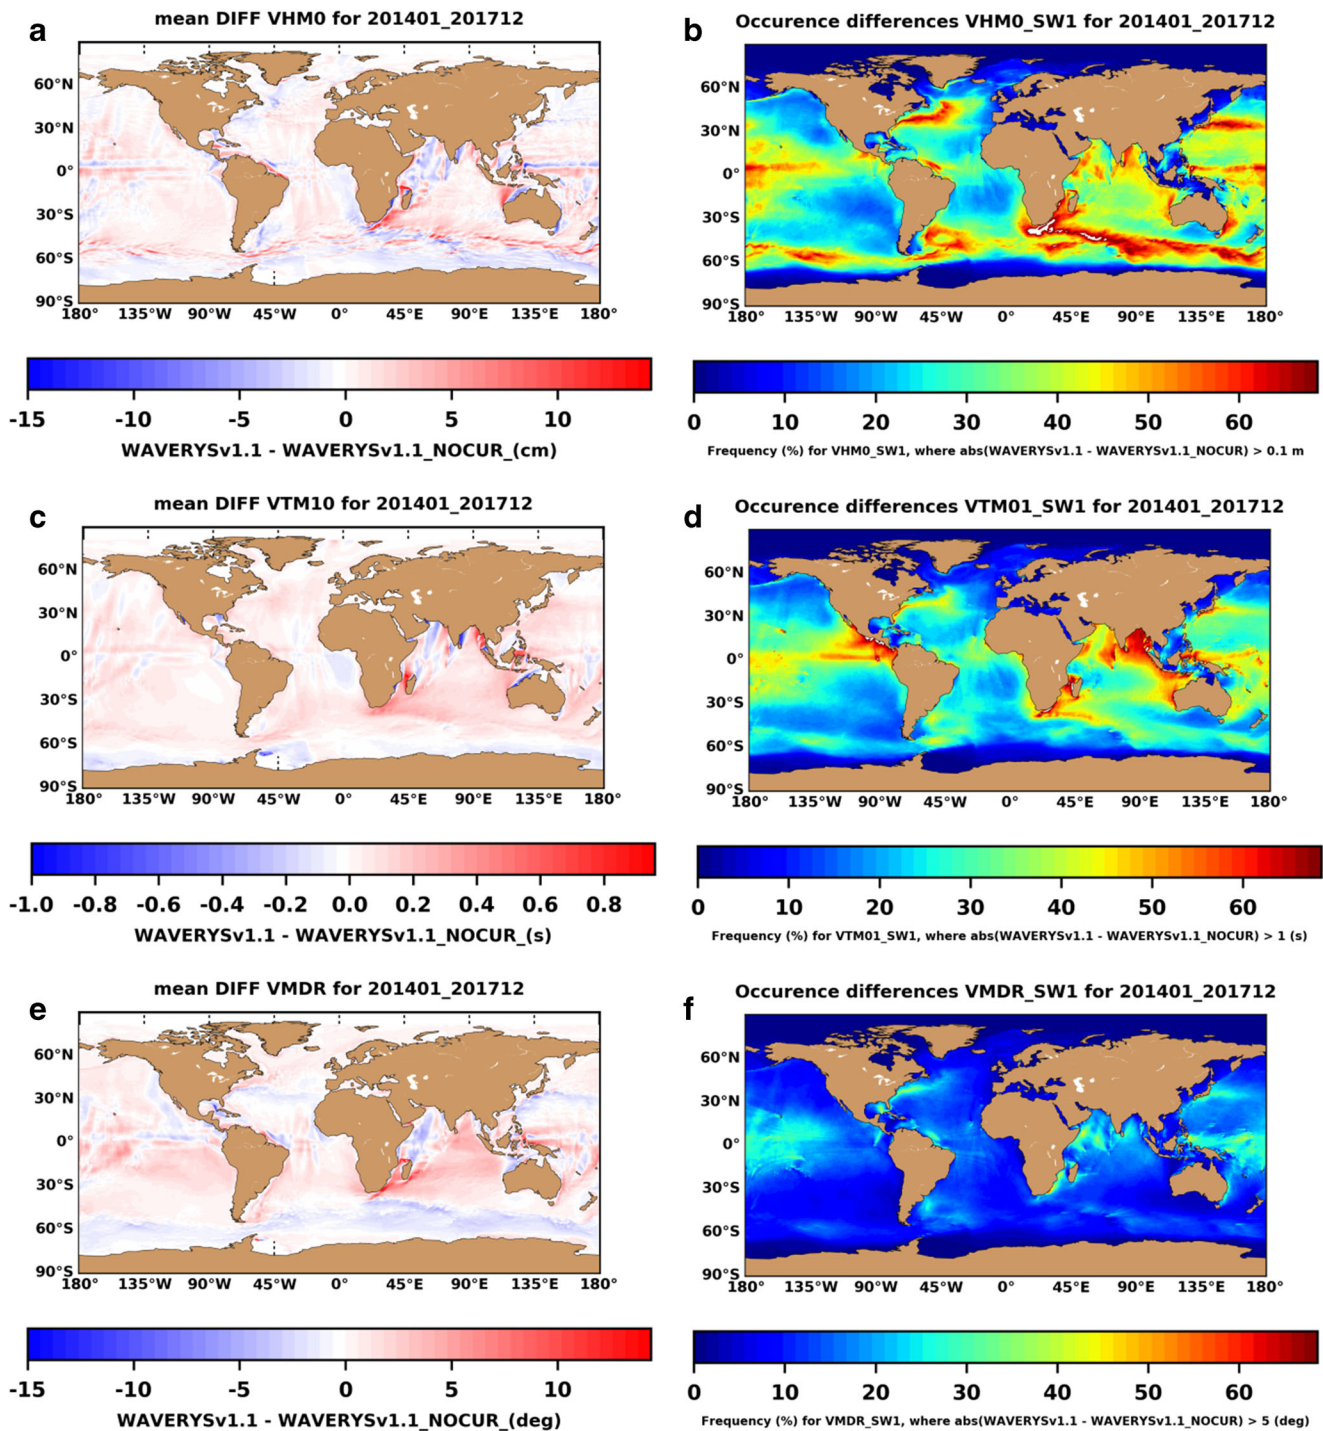 a
mean DIFF VHM0 for 201401_201712
60°N
30°N
0°
30°S
60°S
90°S
180° 135°W 90°W 45°W 0° 45°E 90°E 135°E 180°
-15 -10 -5 0 5 10
WAVERYSv1.1 - WAVERYSv1.1_NOCUR_(cm)
b
Occurence differences VHM0_SW1 for 201401_201712
60°N
30°N
0°
30°S
60°S
90°S
180° 135°W 90°W 45°W 0° 45°E 90°E 135°E 180°
0 10 20 30 40 50 60
Frequency (%) for VHM0_SW1, where abs(WAVERYSv1.1 - WAVERYSv1.1_NOCUR) > 0.1 m
c
mean DIFF VTM10 for 201401_201712
60°N
30°N
0°
30°S
60°S
90°S
180° 135°W 90°W 45°W 0° 45°E 90°E 135°E 180°
-1.0 -0.8 -0.6 -0.4 -0.2 0.0 0.2 0.4 0.6 0.8
WAVERYSv1.1 - WAVERYSv1.1_NOCUR_(s)
d
Occurence differences VTM01_SW1 for 201401_201712
60°N
30°N
0°
30°S
60°S
90°S
180° 135°W 90°W 45°W 0° 45°E 90°E 135°E 180°
0 10 20 30 40 50 60
Frequency (%) for VTM01_SW1, where abs(WAVERYSv1.1 - WAVERYSv1.1_NOCUR) > 1 (s)
e
mean DIFF VMDR for 201401_201712
60°N
30°N
0°
30°S
60°S
90°S
180° 135°W 90°W 45°W 0° 45°E 90°E 135°E 180°
-15 -10 -5 0 5 10
WAVERYSv1.1 - WAVERYSv1.1_NOCUR_(deg)
f
Occurence differences VMDR_SW1 for 201401_201712
60°N
30°N
0°
30°S
60°S
90°S
180° 135°W 90°W 45°W 0° 45°E 90°E 135°E 180°
0 10 20 30 40 50 60
Frequency (%) for VMDR_SW1, where abs(WAVERYSv1.1 - WAVERYSv1.1_NOCUR) > 5 (deg)